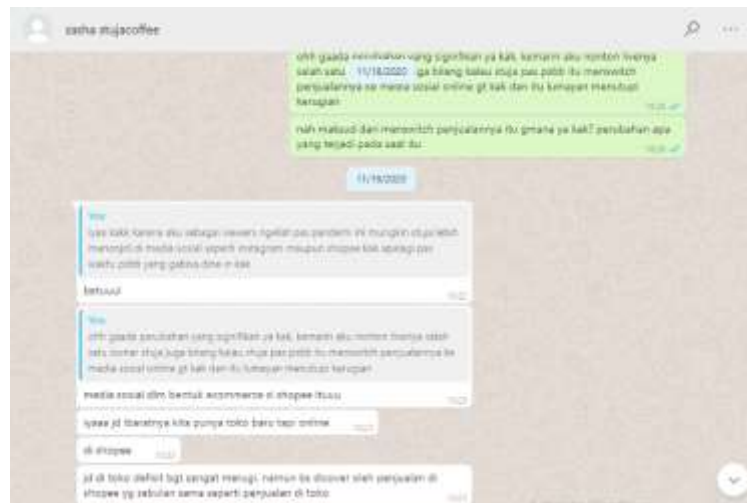 sasha stujacoffee
ohh gaada perubahan yang signifikan ya kak, kemarin aku nonton livenya
salah satu 11/18/2020 ga bilang kalau stuja pas psbb itu menswitch
penjualannya ke media sosial online gt kak dan itu lumayan menutupi
kerugian
nah maksud dari menswitch penjualannya itu gmana ya kak? perubahan apa
yang terjadi pada saat itu
You
iyaa kakk karena aku sebagai viewers ngeliat pas pandemi ini mungkin stuja lebih
menonjol di media sosial seperti instagram maupun shopee kak apalagi pas
waktu psbb yang gabisa dine in kak
betuuul
You
ohh gaada perubahan yang signifikan ya kak, kemarin aku nonton livenya salah
satu owner stuja juga bilang kalau stuja pas psbb itu menswitch penjualannya ke
media sosial online gt kak dan itu lumayan menutupi kerugian
media sosial dlm bentuk ecommerce si shopee ituuu
iyaaa jd ibaratnya kita punya toko baru tapi online
di shopee
jd di toko defisit bgt sangat merugi, namun ke discover oleh penjualan di
shopee yg sebulan sama seperti penjualan di toko